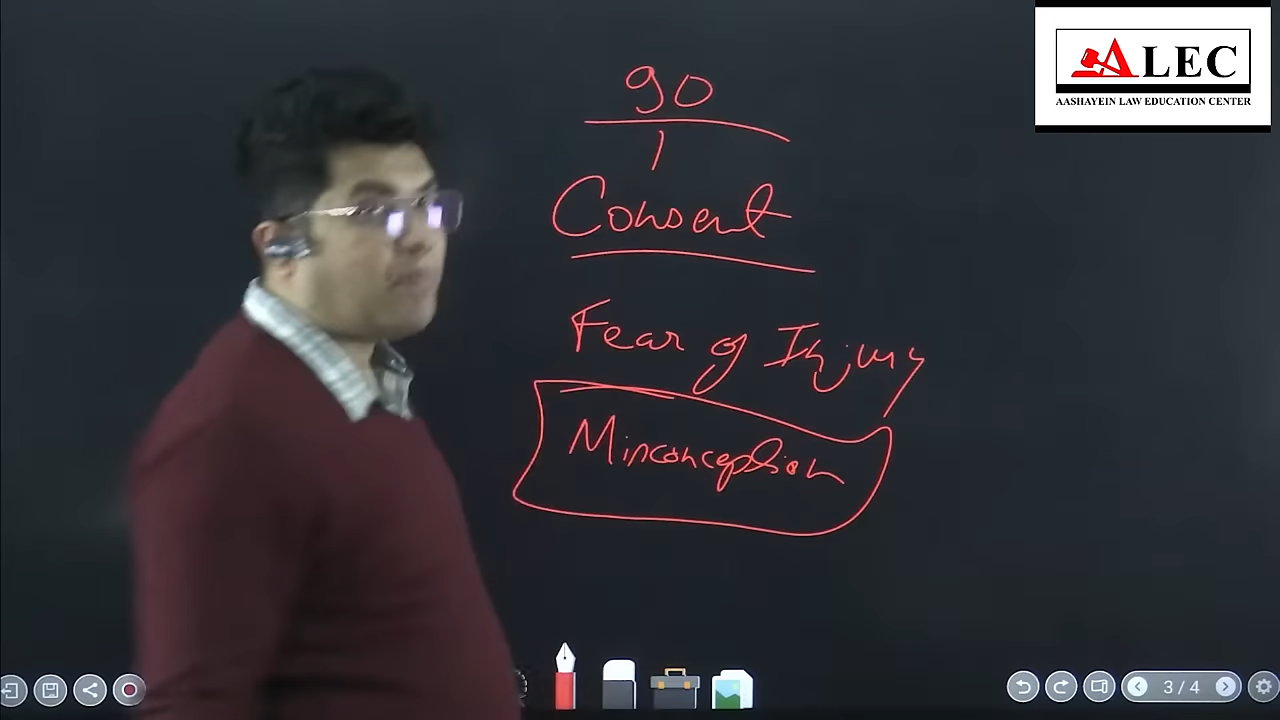 ALEC
AASHAYEIN LAW EDUCATION CENTER
90
Consent
Fear of Injury
Misconception
3 / 4